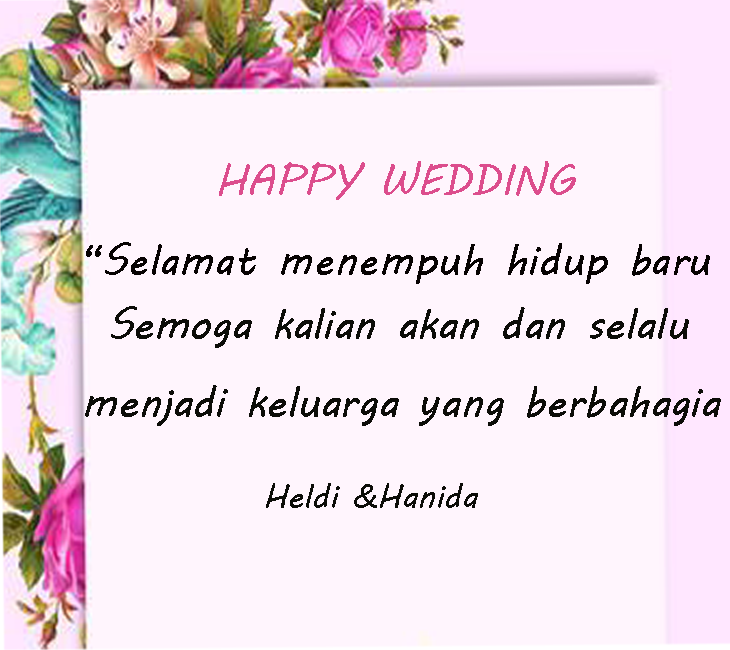 HAPPY WEDDING
“Selamat menempuh hidup baru
Semoga kalian akan dan selalu
menjadi keluarga yang berbahagia
Heldi &Hanida